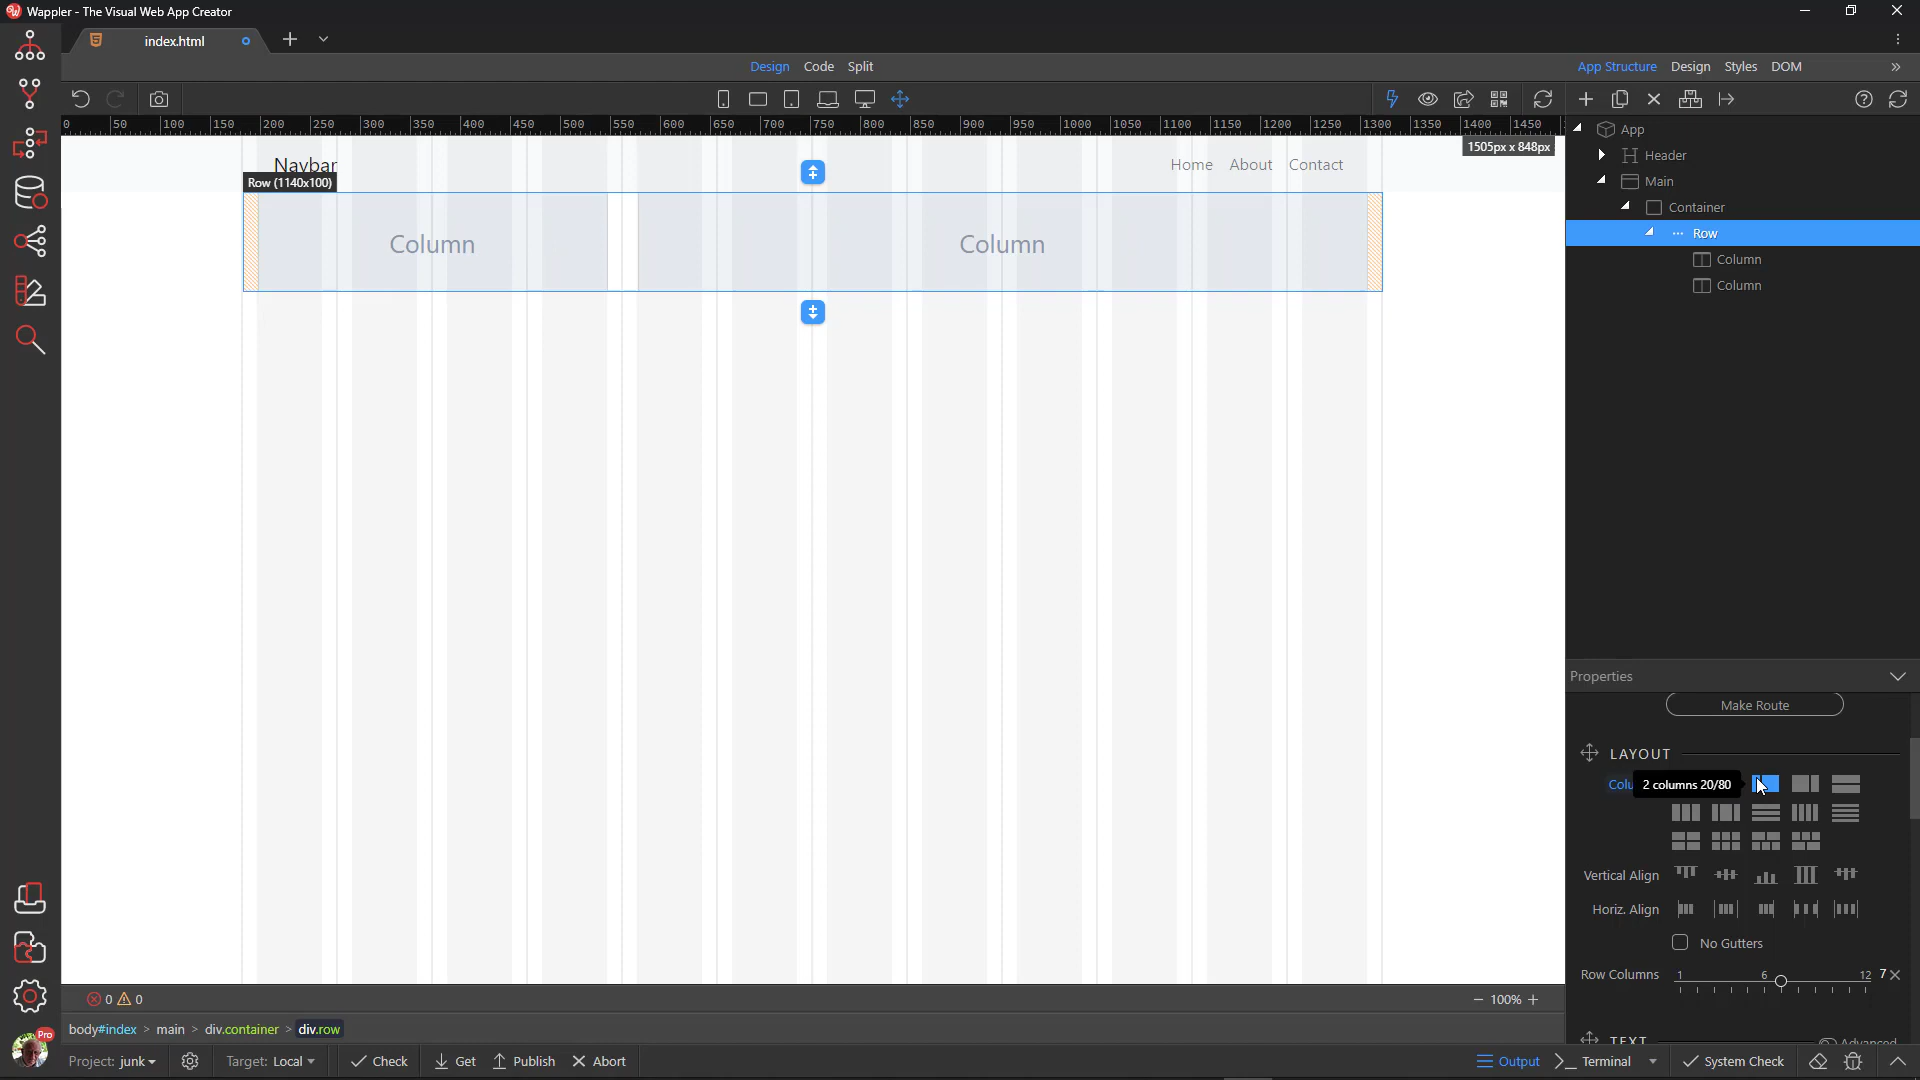 Wappler - The Visual Web App Creator
index.html
Design Code Split
App Structure Design Styles DOM
0 50 100 150 200 250 300 350 400 450 500 550 600 650 700 750 800 850 900 950 1000 1050 1100 1150 1200 1250 1300 1350 1400 1450
1505px x 848px
Navbar
Home About Contact
Row (1140x100)
Column
Column
App
Header
Main
Container
Row
Column
Column
Properties
Make Route
LAYOUT
Colu
2 columns 20/80
Vertical Align
Horiz. Align
No Gutters
Row Columns 1 6 12 7
TEXT Advanced
0 0
100%
body#index > main > div.container > div.row
Pro
Project: junk
Target: Local
Check
Get
Publish
Abort
Output
Terminal
System Check